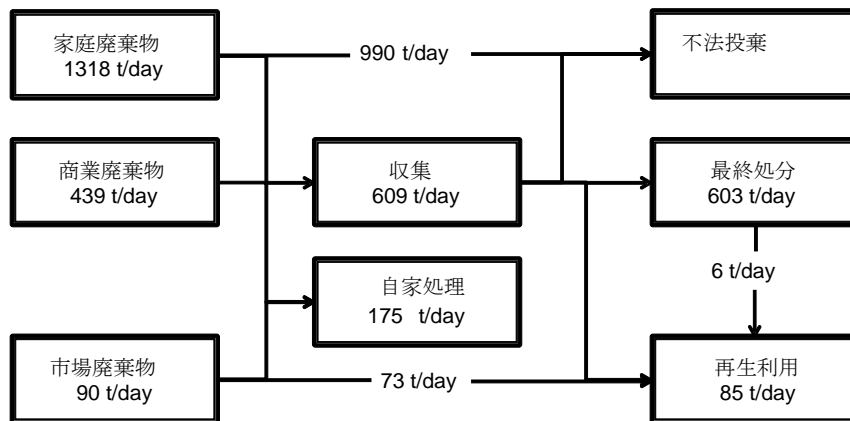 家庭廃棄物
1318 t/day
990 t/day
不法投棄
商業廃棄物
439 t/day
収集
609 t/day
最終処分
603 t/day
6 t/day
自家処理
175 t/day
市場廃棄物
90 t/day
73 t/day
再生利用
85 t/day